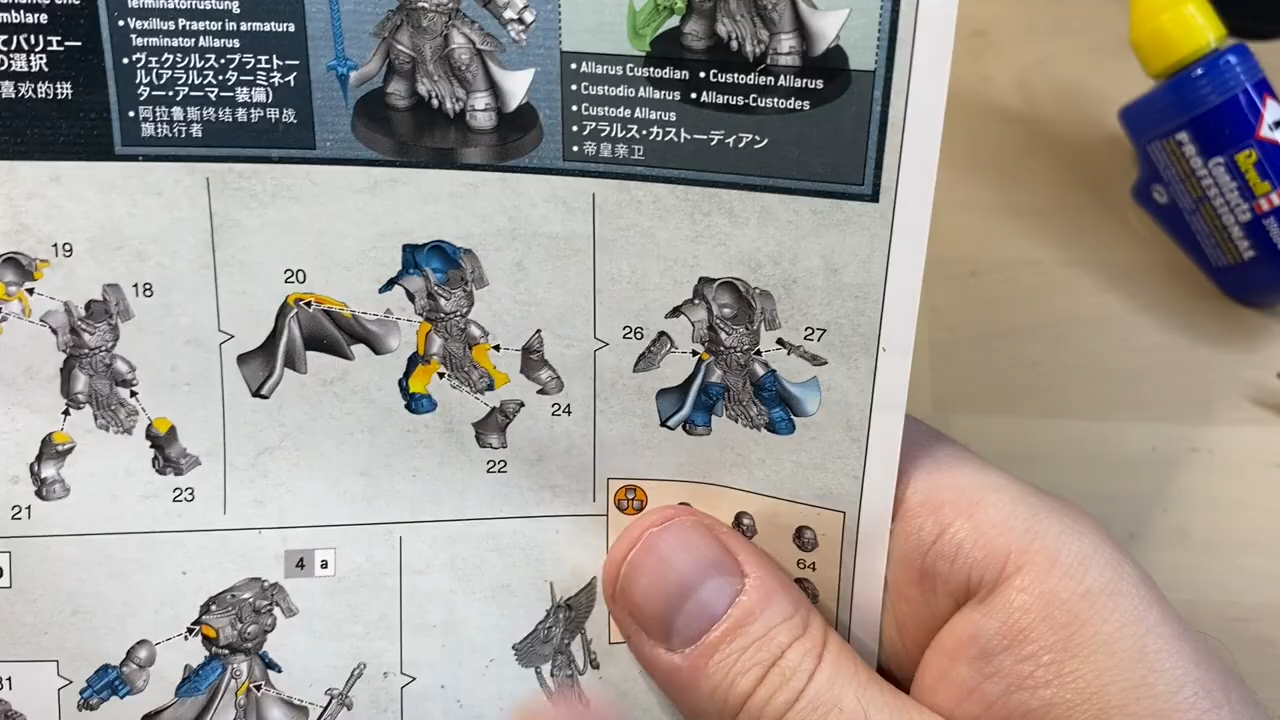 mblare
てバリエー
の選択
喜欢的拼
Terminatorrüstung
• Vexillus Praetor in armatura
Terminator Allarus
• ヴェクシルス・プラエトー
ル(アラルス・ターミネイ
ター・アーマー装備)
• 阿拉鲁斯终结者护甲战
旗执行者
• Allarus Custodian • Custodien Allarus
• Custodio Allarus • Allarus-Custodes
• Custode Allarus
• アラルス・カストーディアン
• 帝皇亲卫
19
18
21
23
20
24
22
26
27
64
4 a
31
Revell
Contacta
PROFESSIONAL